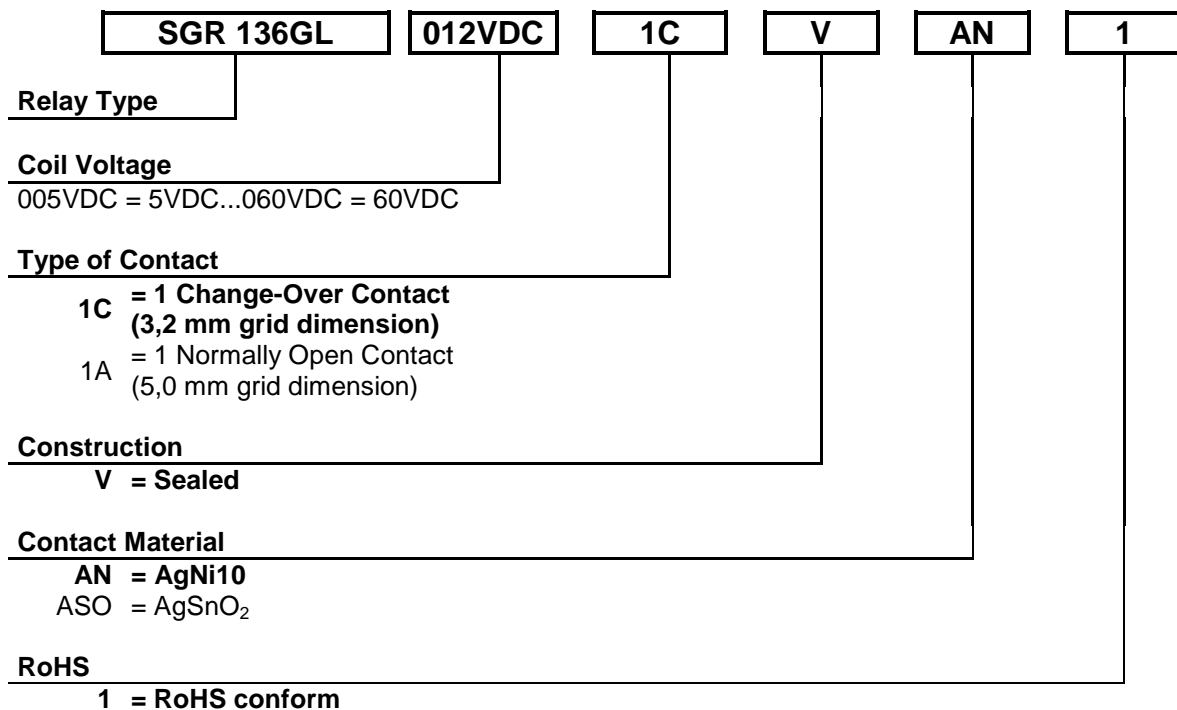 SGR 136GL 012VDC 1C V AN 1
Relay Type
Coil Voltage
005VDC = 5VDC...060VDC = 60VDC
Type of Contact
1C = 1 Change-Over Contact
(3,2 mm grid dimension)
1A = 1 Normally Open Contact
(5,0 mm grid dimension)
Construction
V = Sealed
Contact Material
AN = AgNi10
ASO = AgSnO₂
RoHS
1 = RoHS conform